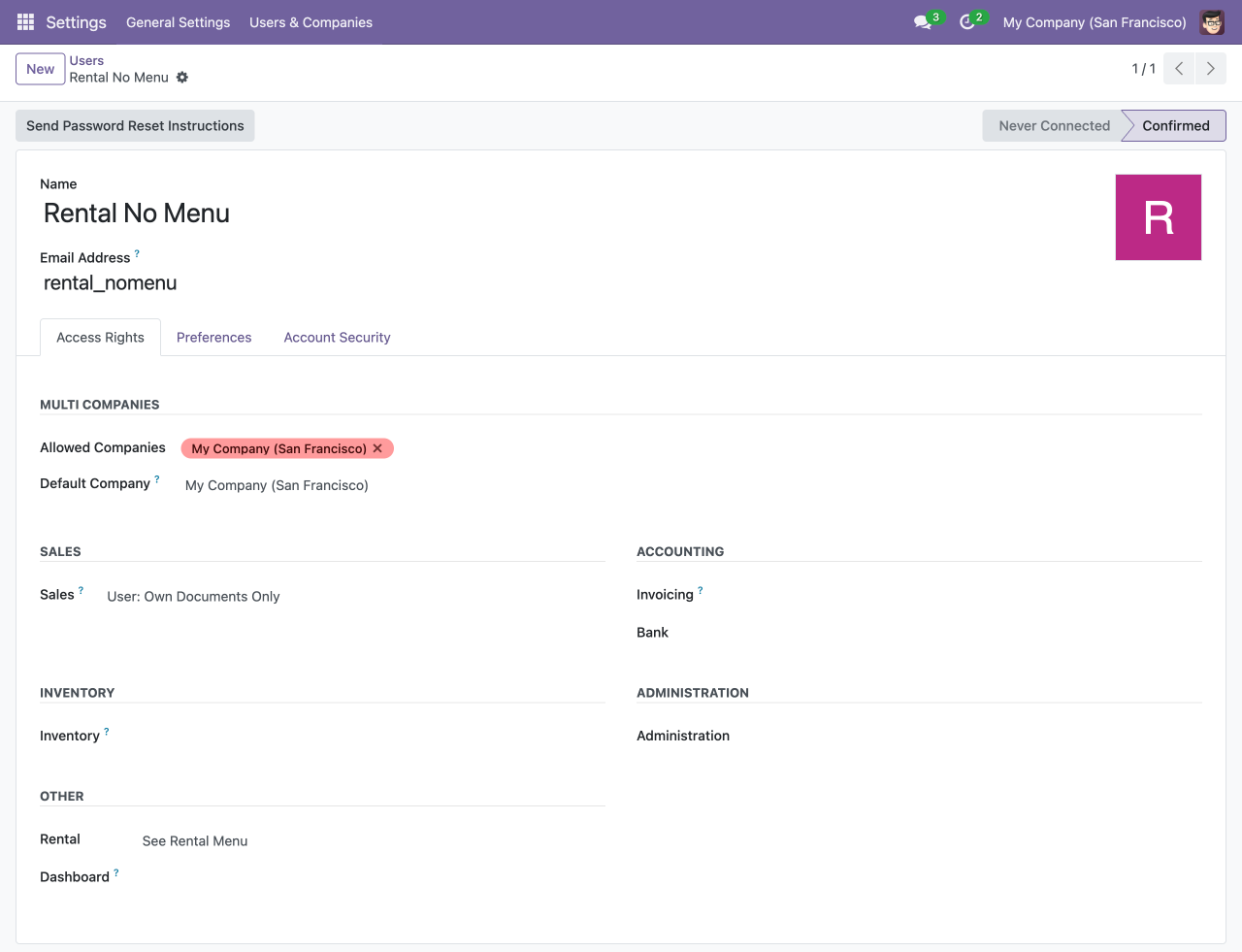 Settings General Settings Users & Companies 3 2 My Company (San Francisco)
New Users 1 / 1
Rental No Menu
Send Password Reset Instructions Never Connected Confirmed
Name
Rental No Menu
R
Email Address ?
rental_nomenu
Access Rights Preferences Account Security
MULTI COMPANIES
Allowed Companies My Company (San Francisco) ×
Default Company ? My Company (San Francisco)
SALES ACCOUNTING
Sales ? User: Own Documents Only Invoicing ?
Bank
INVENTORY ADMINISTRATION
Inventory ? Administration
OTHER
Rental See Rental Menu
Dashboard ?